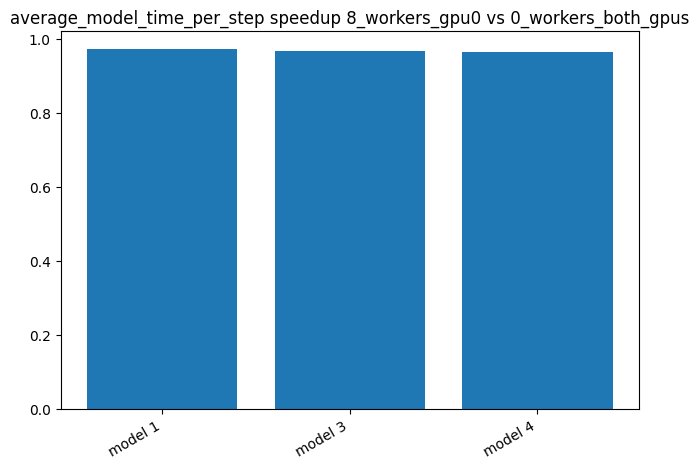 average_model_time_per_step speedup 8_workers_gpu0 vs 0_workers_both_gpus
1.0
0.8
0.6
0.4
0.2
0.0
model 1
model 3
model 4